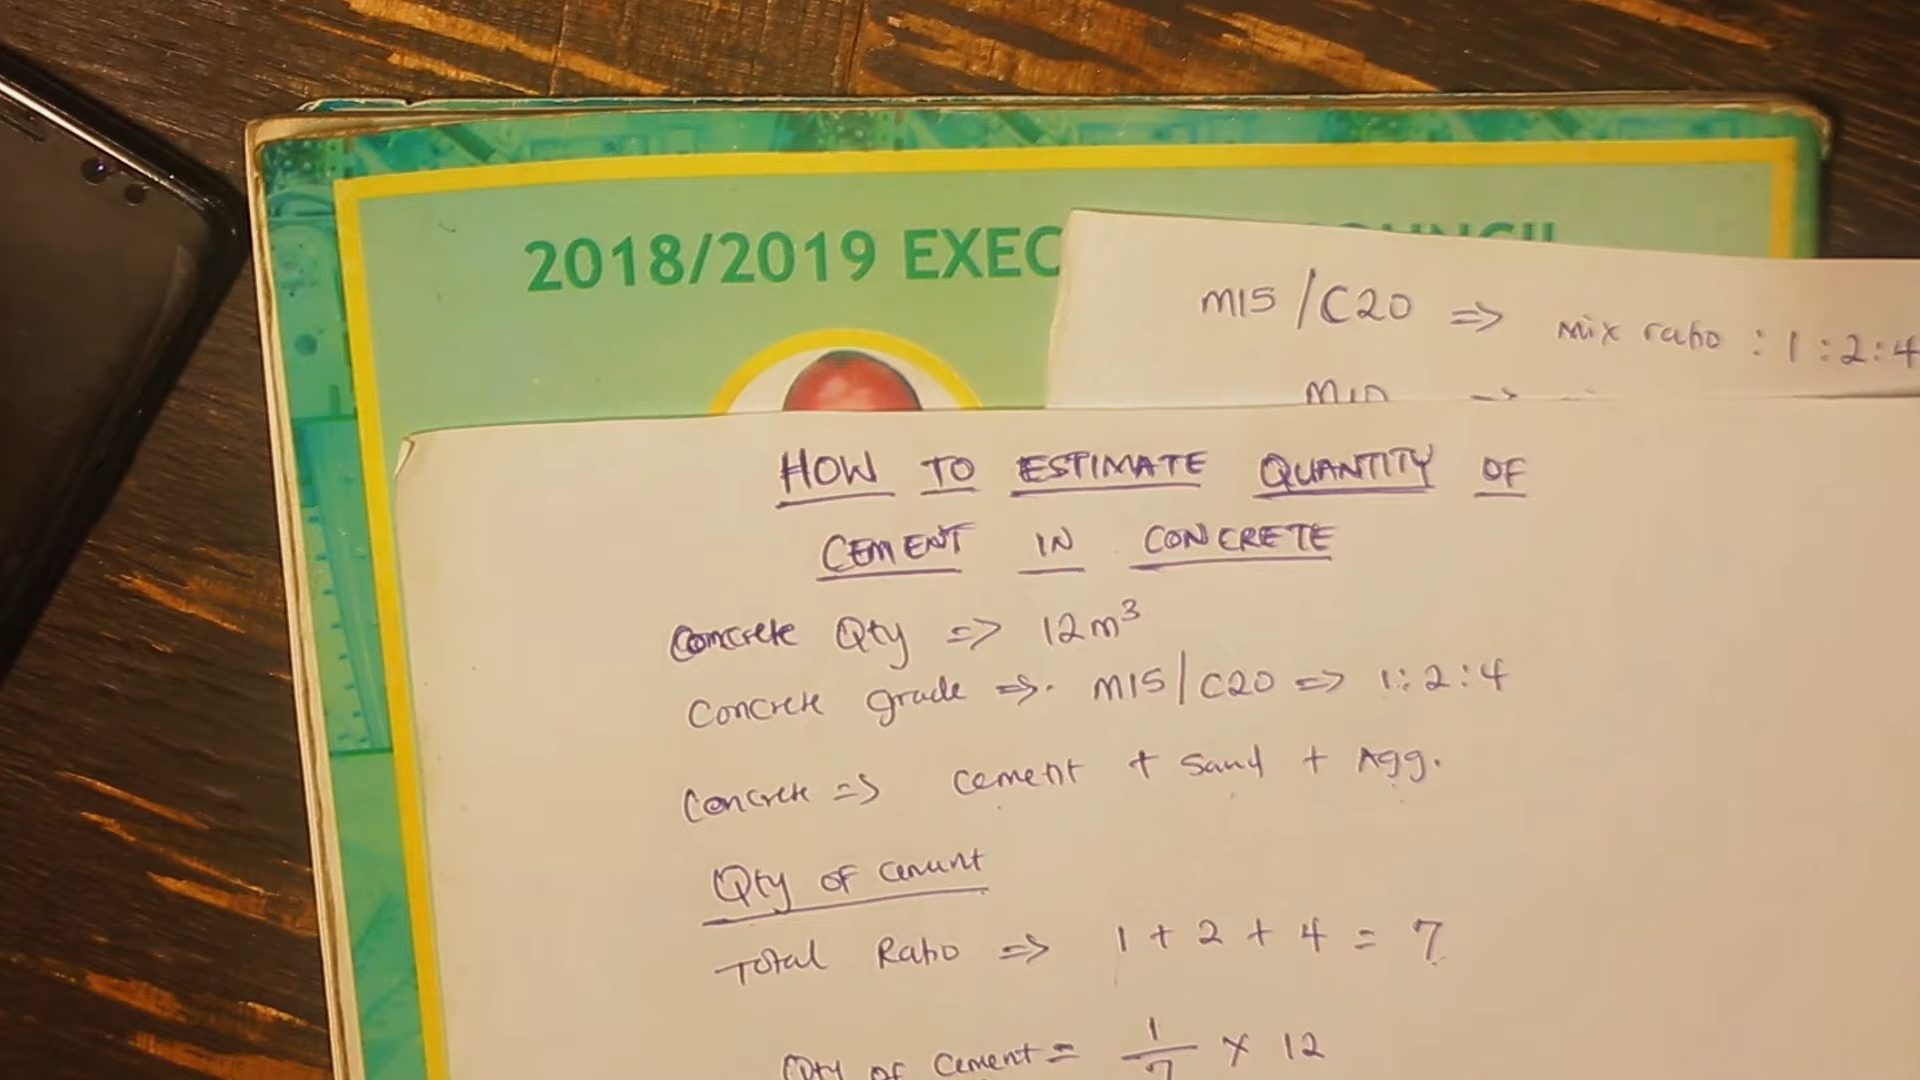 2018/2019 EXEC OUNCIL
M15/C20 => Mix ratio : 1:2:4
M10 =>
HOW TO ESTIMATE QUANTITY OF
CEMENT IN CONCRETE
Concrete Qty => 12m³
Concrete grade => M15/C20 => 1:2:4
Concrete => Cement + Sand + Agg.
Qty of cement
Total Ratio => 1 + 2 + 4 = 7
Qty of Cement = 1/7 x 12